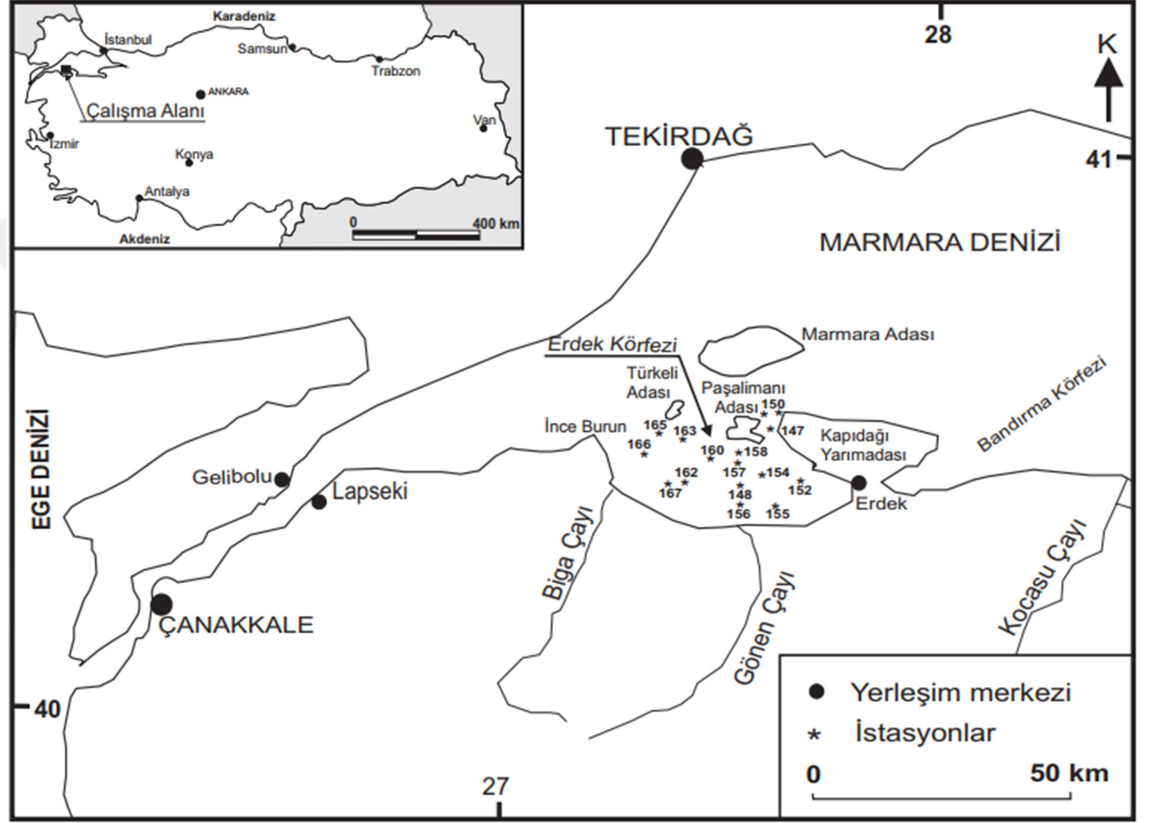 Karadeniz
İstanbul
Samsun
Trabzon
ANKARA
Çalışma Alanı
İzmir
Van
Konya
Antalya
Akdeniz
0 400 km
28
K
TEKİRDAĞ
41
MARMARA DENİZİ
Marmara Adası
Erdek Körfezi
Türkeli
Adası
Paşalimanı
Adası
150
147
İnce Burun
165
163
166
160
158
Kapıdağı
Yarımadası
Bandırma Körfezi
162
157
154
167
148
152
156
155
Erdek
EGE DENİZİ
Gelibolu
Lapseki
Biga Çayı
Gönen Çayı
Kocasu Çayı
ÇANAKKALE
40
27
Yerleşim merkezi
İstasyonlar
0 50 km